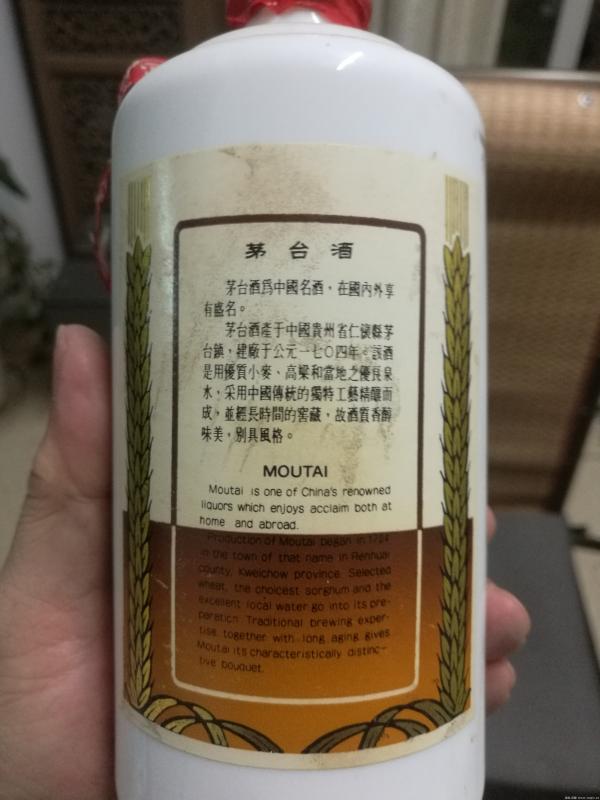 茅台酒
茅台酒爲中國名酒，在國內外享
有盛名。
茅台酒產于中國貴州省仁懷縣茅
台鎮，建廠于公元一七〇四年。該酒
是用優質小麥、高粱和當地之優良泉
水，采用中國傳統的獨特工藝精釀而
成，並經長時間的窖藏，故酒質香醇
味美，別具風格。
MOUTAI
Moutai is one of China's renowned
liquors which enjoys acclaim both at
home and abroad.
Production of Moutai began in 1704
in the town of that name in Renhuai
county, Kweichow province. Selected
wheat, the choicest sorghum and the
excellent local water go into its pre-
paration. Traditional brewing exper-
tise together with long aging gives
Moutai its characteristically distinc-
tive bouquet.